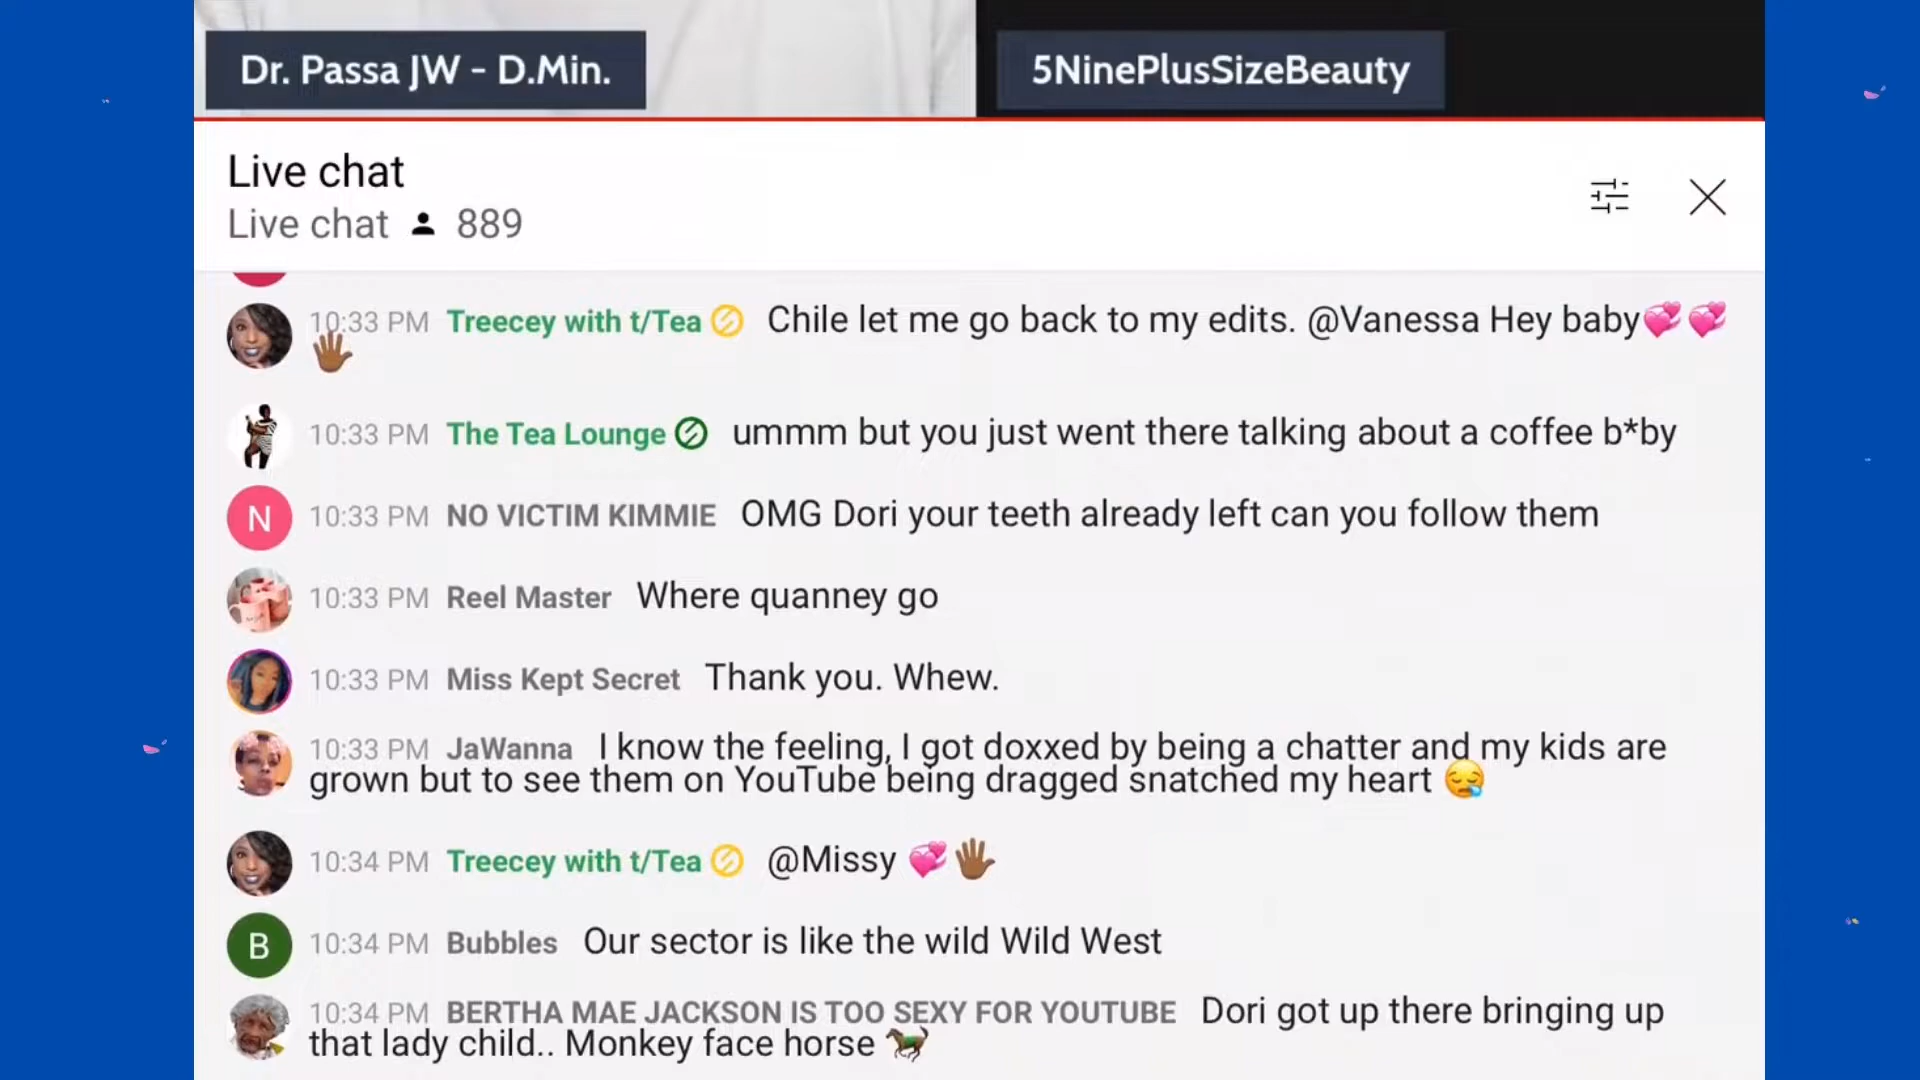 Dr. Passa JW - D.Min.
5NinePlusSizeBeauty
Live chat
Live chat 889
10:33 PM Treecey with t/Tea Chile let me go back to my edits. @Vanessa Hey baby💞💞
🖐🏾
10:33 PM The Tea Lounge ummm but you just went there talking about a coffee b*by
N 10:33 PM NO VICTIM KIMMIE OMG Dori your teeth already left can you follow them
10:33 PM Reel Master Where quanney go
10:33 PM Miss Kept Secret Thank you. Whew.
10:33 PM JaWanna I know the feeling, I got doxxed by being a chatter and my kids are
grown but to see them on YouTube being dragged snatched my heart 😪
10:34 PM Treecey with t/Tea @Missy 💞🖐🏾
B 10:34 PM Bubbles Our sector is like the wild Wild West
10:34 PM BERTHA MAE JACKSON IS TOO SEXY FOR YOUTUBE Dori got up there bringing up
that lady child.. Monkey face horse 🐎